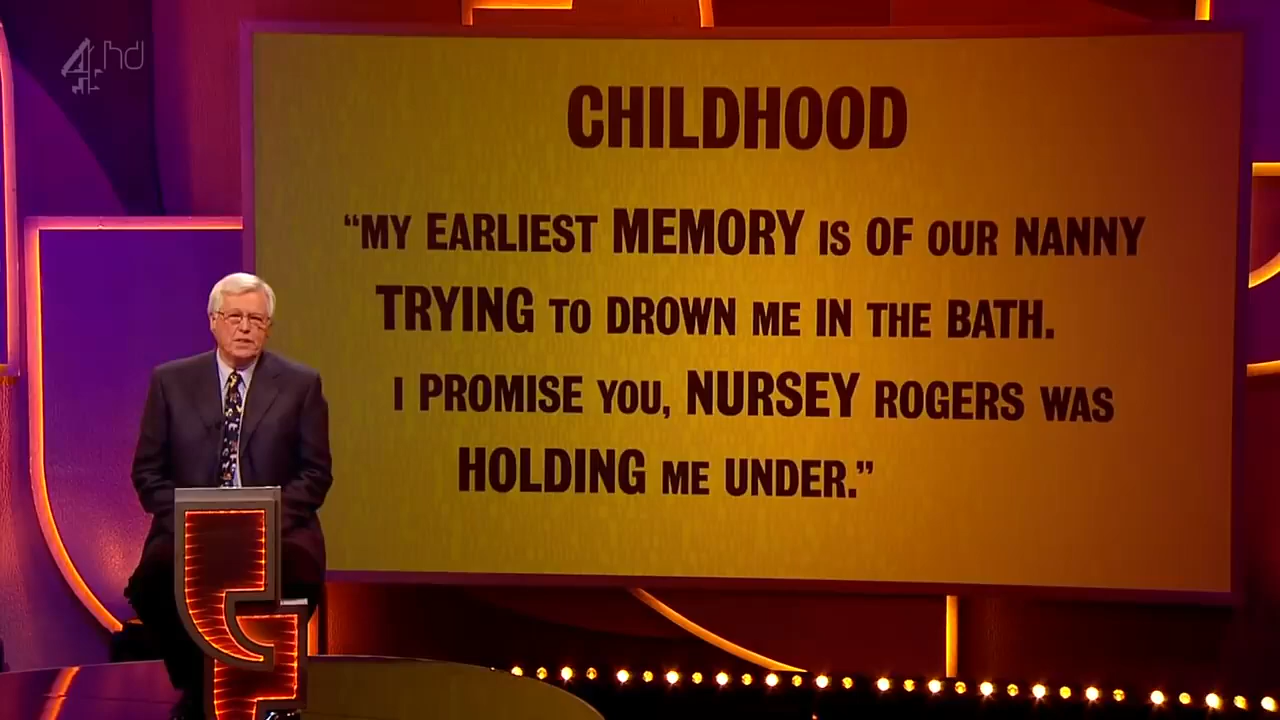 4hd
CHILDHOOD
“MY EARLIEST MEMORY IS OF OUR NANNY
TRYING TO DROWN ME IN THE BATH.
I PROMISE YOU, NURSEY ROGERS WAS
HOLDING ME UNDER.”